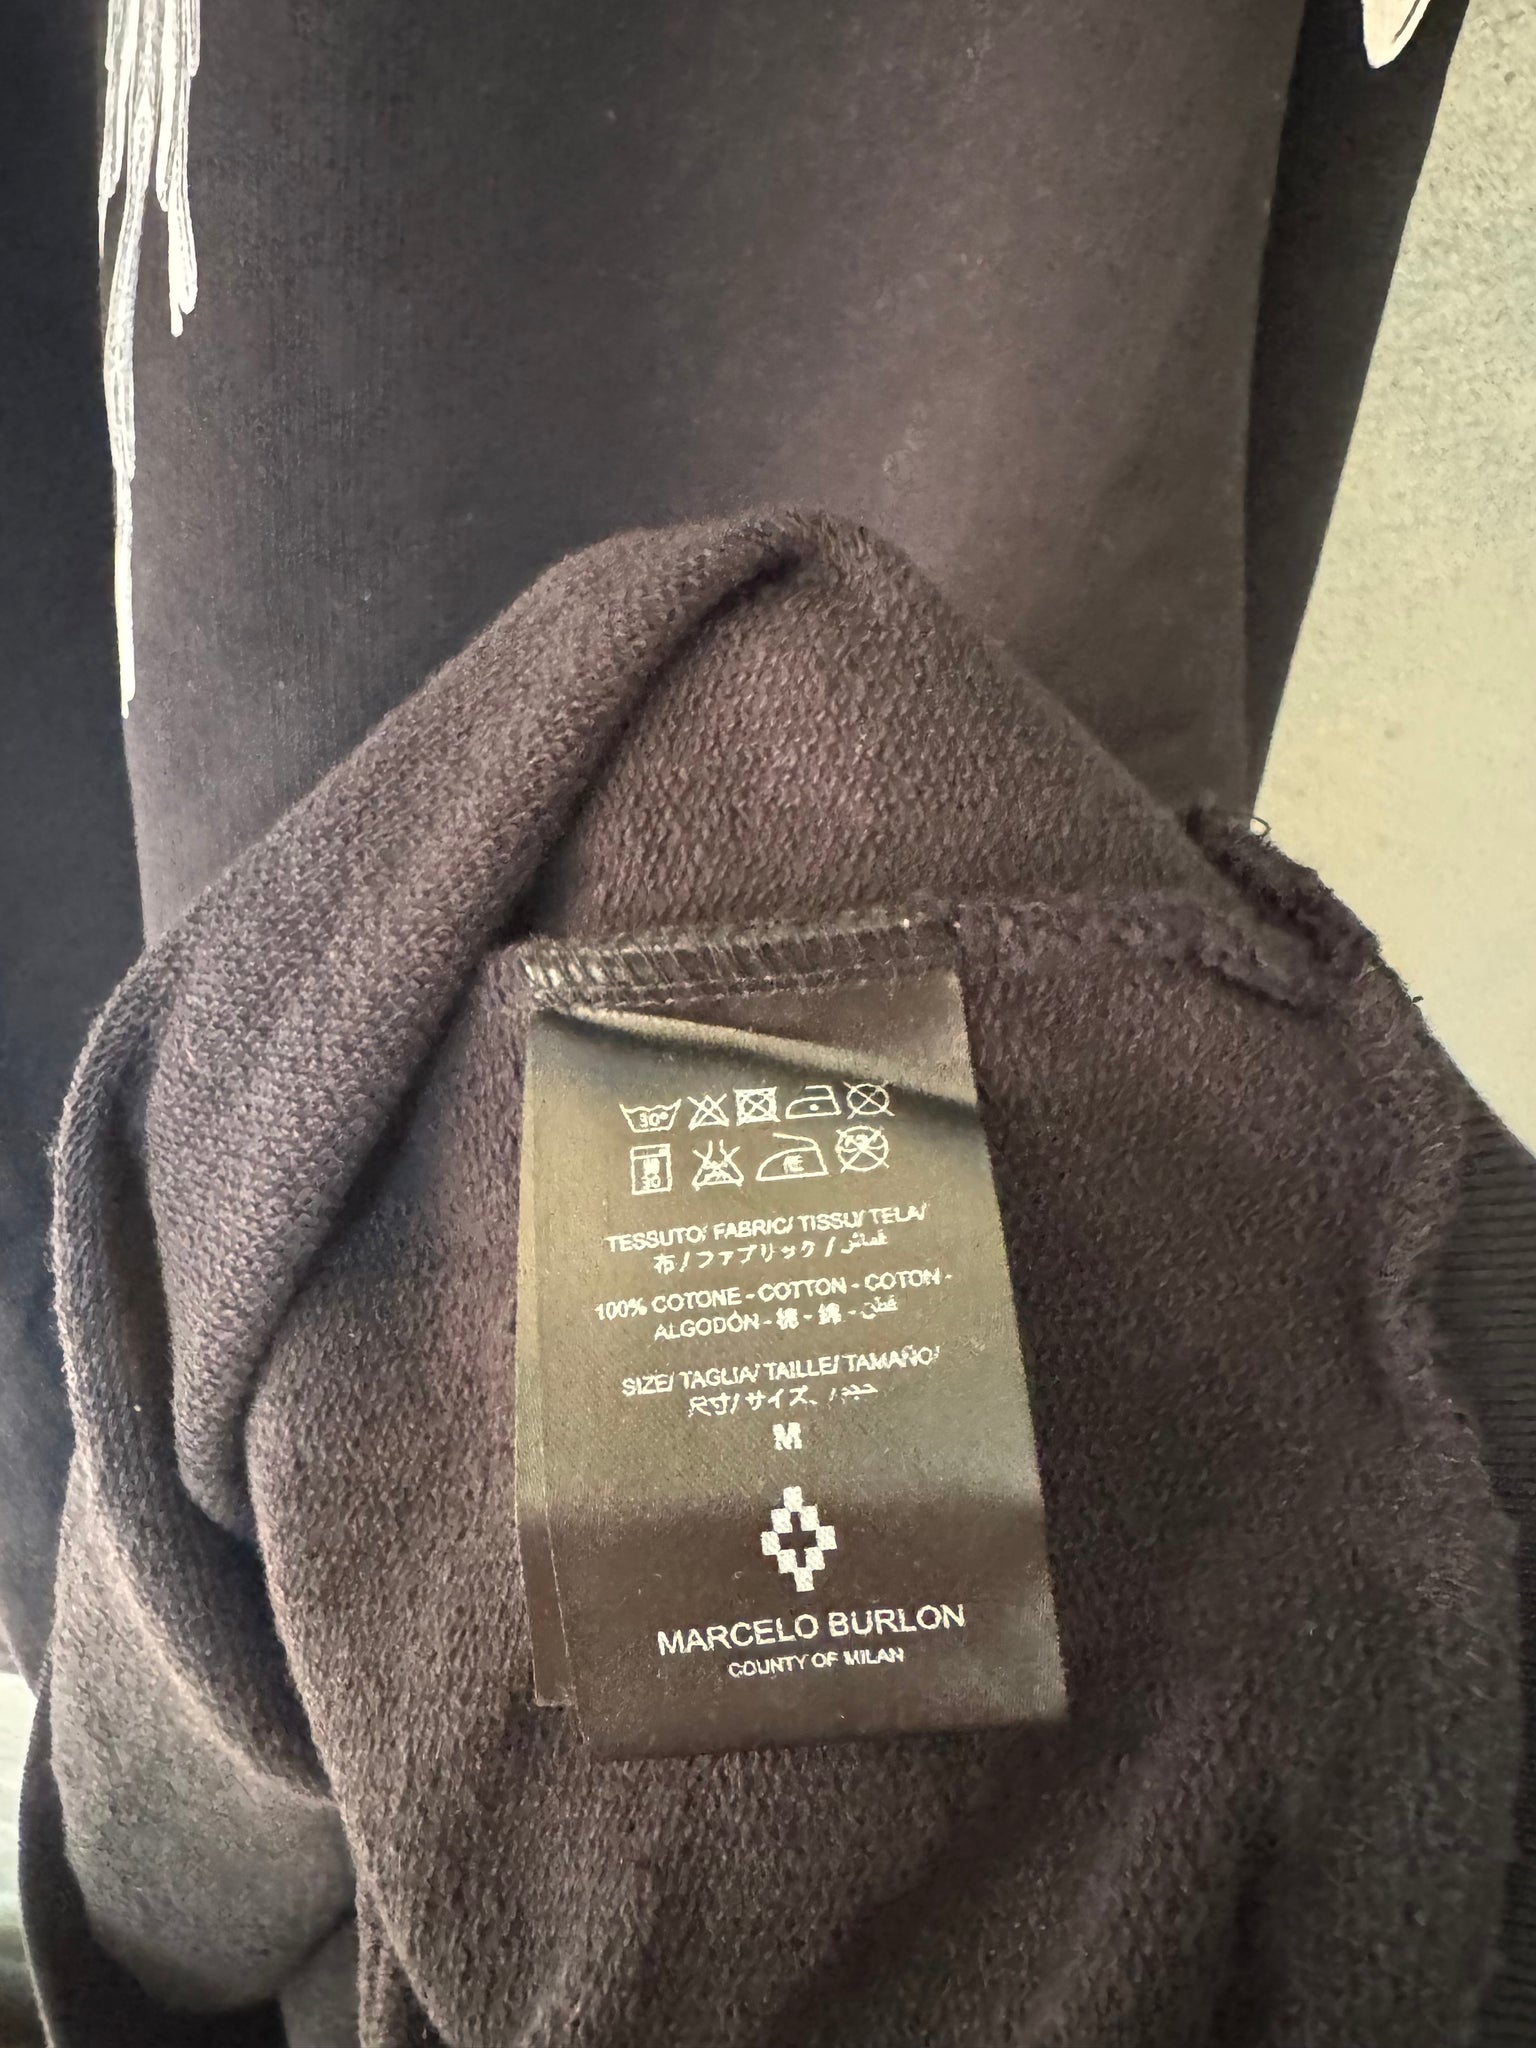 30°
30
TESSUTO/ FABRIC/ TISSU/ TELA/
布 / ファブリック / قماش
100% COTONE - COTTON - COTON -
ALGODÓN - 棉 - 綿 - قطن
SIZE/ TAGLIA/ TAILLE/ TAMAÑO/
尺寸/ サイズ、/ حجم
M
MARCELO BURLON
COUNTY OF MILAN